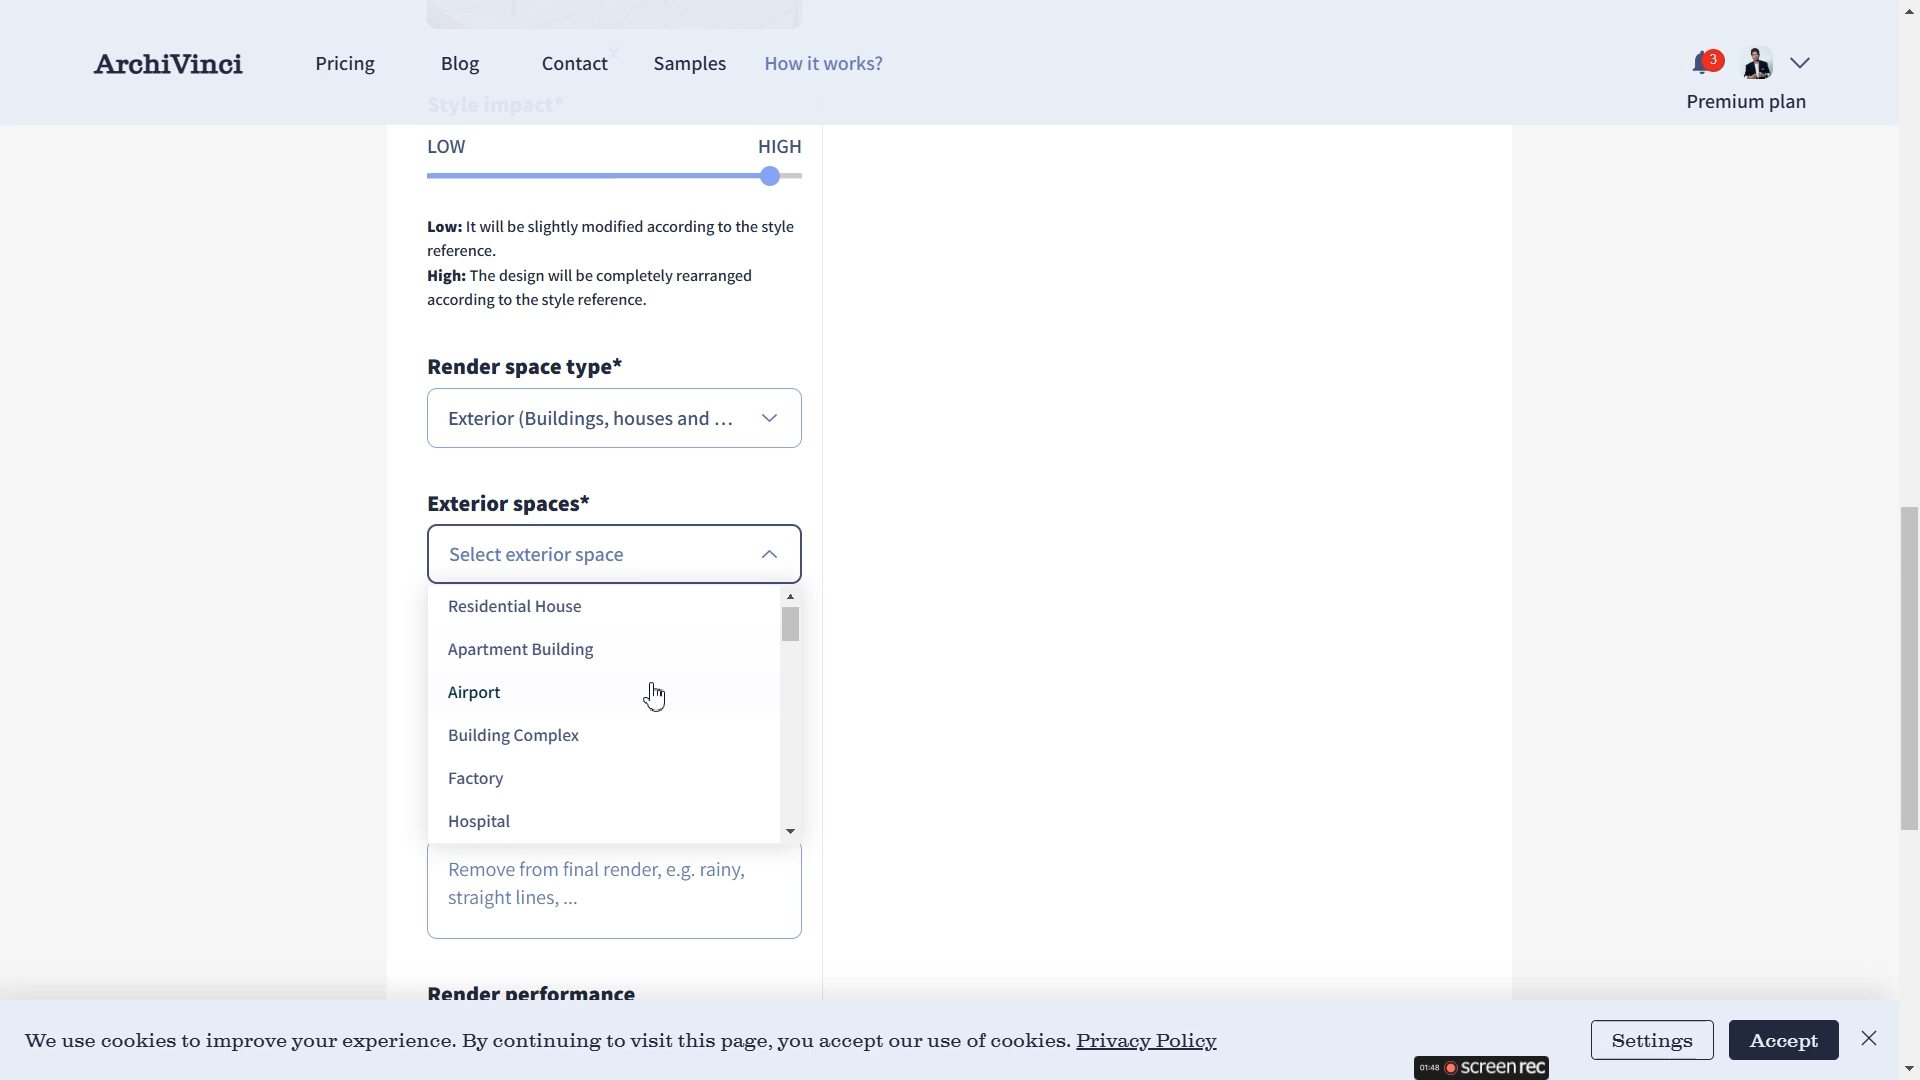 ArchiVinci
Pricing
Blog
Contact
Samples
How it works?
3
Premium plan
Style impact*
LOW
HIGH
Low: It will be slightly modified according to the style
reference.
High: The design will be completely rearranged
according to the style reference.
Render space type*
Exterior (Buildings, houses and ...
Exterior spaces*
Select exterior space
Residential House
Apartment Building
Airport
Building Complex
Factory
Hospital
Remove from final render, e.g. rainy,
straight lines, ...
Render performance
We use cookies to improve your experience. By continuing to visit this page, you accept our use of cookies. Privacy Policy
Settings
Accept
01:48 screenrec